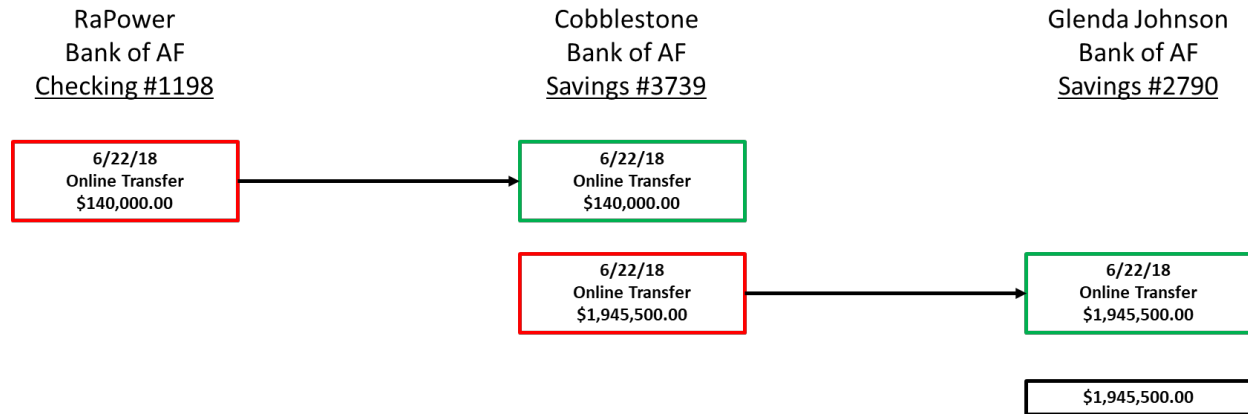 RaPower
Bank of AF
Checking #1198
Cobblestone
Bank of AF
Savings #3739
Glenda Johnson
Bank of AF
Savings #2790
6/22/18
Online Transfer
$140,000.00
6/22/18
Online Transfer
$140,000.00
6/22/18
Online Transfer
$1,945,500.00
6/22/18
Online Transfer
$1,945,500.00
$1,945,500.00